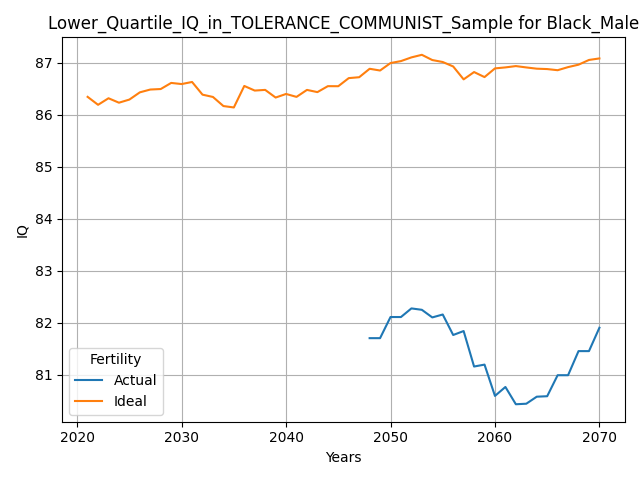 Lower_Quartile_IQ_in_TOLERANCE_COMMUNIST_Sample for Black_Male
87
86
85
84
83
82
81
IQ
Fertility
Actual
Ideal
2020 2030 2040 2050 2060 2070
Years